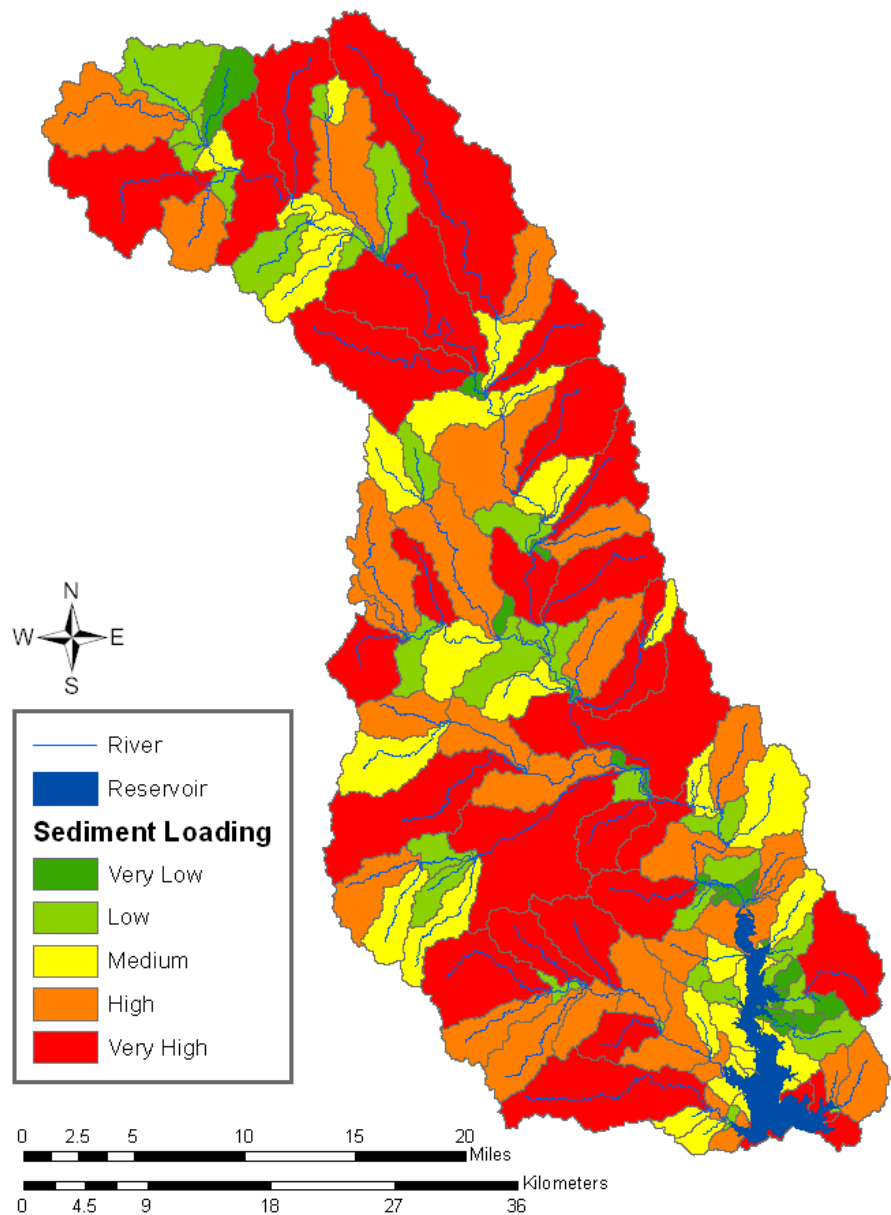 N
W E
S
River
Reservoir
Sediment Loading
Very Low
Low
Medium
High
Very High
0 2.5 5 10 15 20
Miles
Kilometers
0 4.5 9 18 27 36